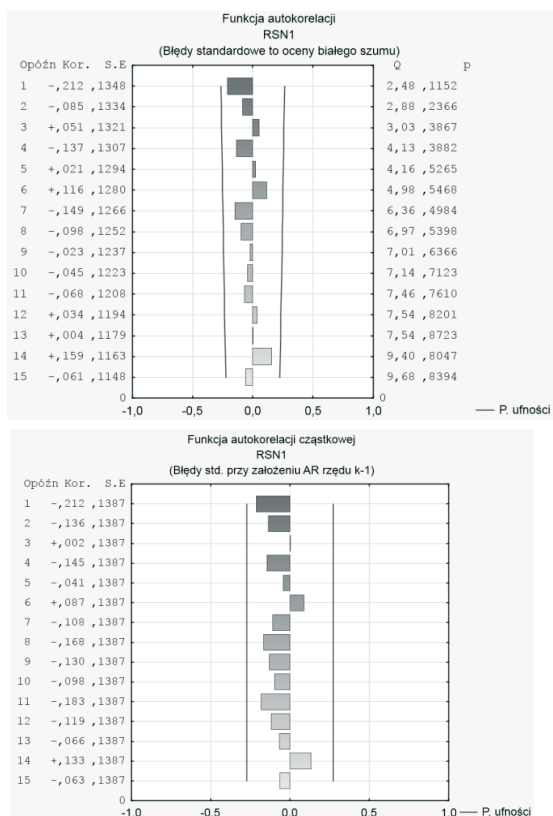 Funkcja autokorelacji
RSN1
(Błędy standardowe to oceny białego szumu)
Opóźn Kor. S.E Q p
1 -,212 ,1348 2,48 ,1152
2 -,085 ,1334 2,88 ,2366
3 +,051 ,1321 3,03 ,3867
4 -,137 ,1307 4,13 ,3882
5 +,021 ,1294 4,16 ,5265
6 +,116 ,1280 4,98 ,5468
7 -,149 ,1266 6,36 ,4984
8 -,098 ,1252 6,97 ,5398
9 -,023 ,1237 7,01 ,6366
10 -,045 ,1223 7,14 ,7123
11 -,068 ,1208 7,46 ,7610
12 +,034 ,1194 7,54 ,8201
13 +,004 ,1179 7,54 ,8723
14 +,159 ,1163 9,40 ,8047
15 -,061 ,1148 9,68 ,8394
0 0
-1,0 -0,5 0,0 0,5 1,0 P. ufności
Funkcja autokorelacji cząstkowej
RSN1
(Błędy std. przy założeniu AR rzędu k-1)
Opóźn Kor. S.E
1 -,212 ,1387
2 -,136 ,1387
3 +,002 ,1387
4 -,145 ,1387
5 -,041 ,1387
6 +,087 ,1387
7 -,108 ,1387
8 -,168 ,1387
9 -,130 ,1387
10 -,098 ,1387
11 -,183 ,1387
12 -,119 ,1387
13 -,066 ,1387
14 +,133 ,1387
15 -,063 ,1387
0 0
-1.0 -0.5 0.0 0.5 1.0 P. ufności